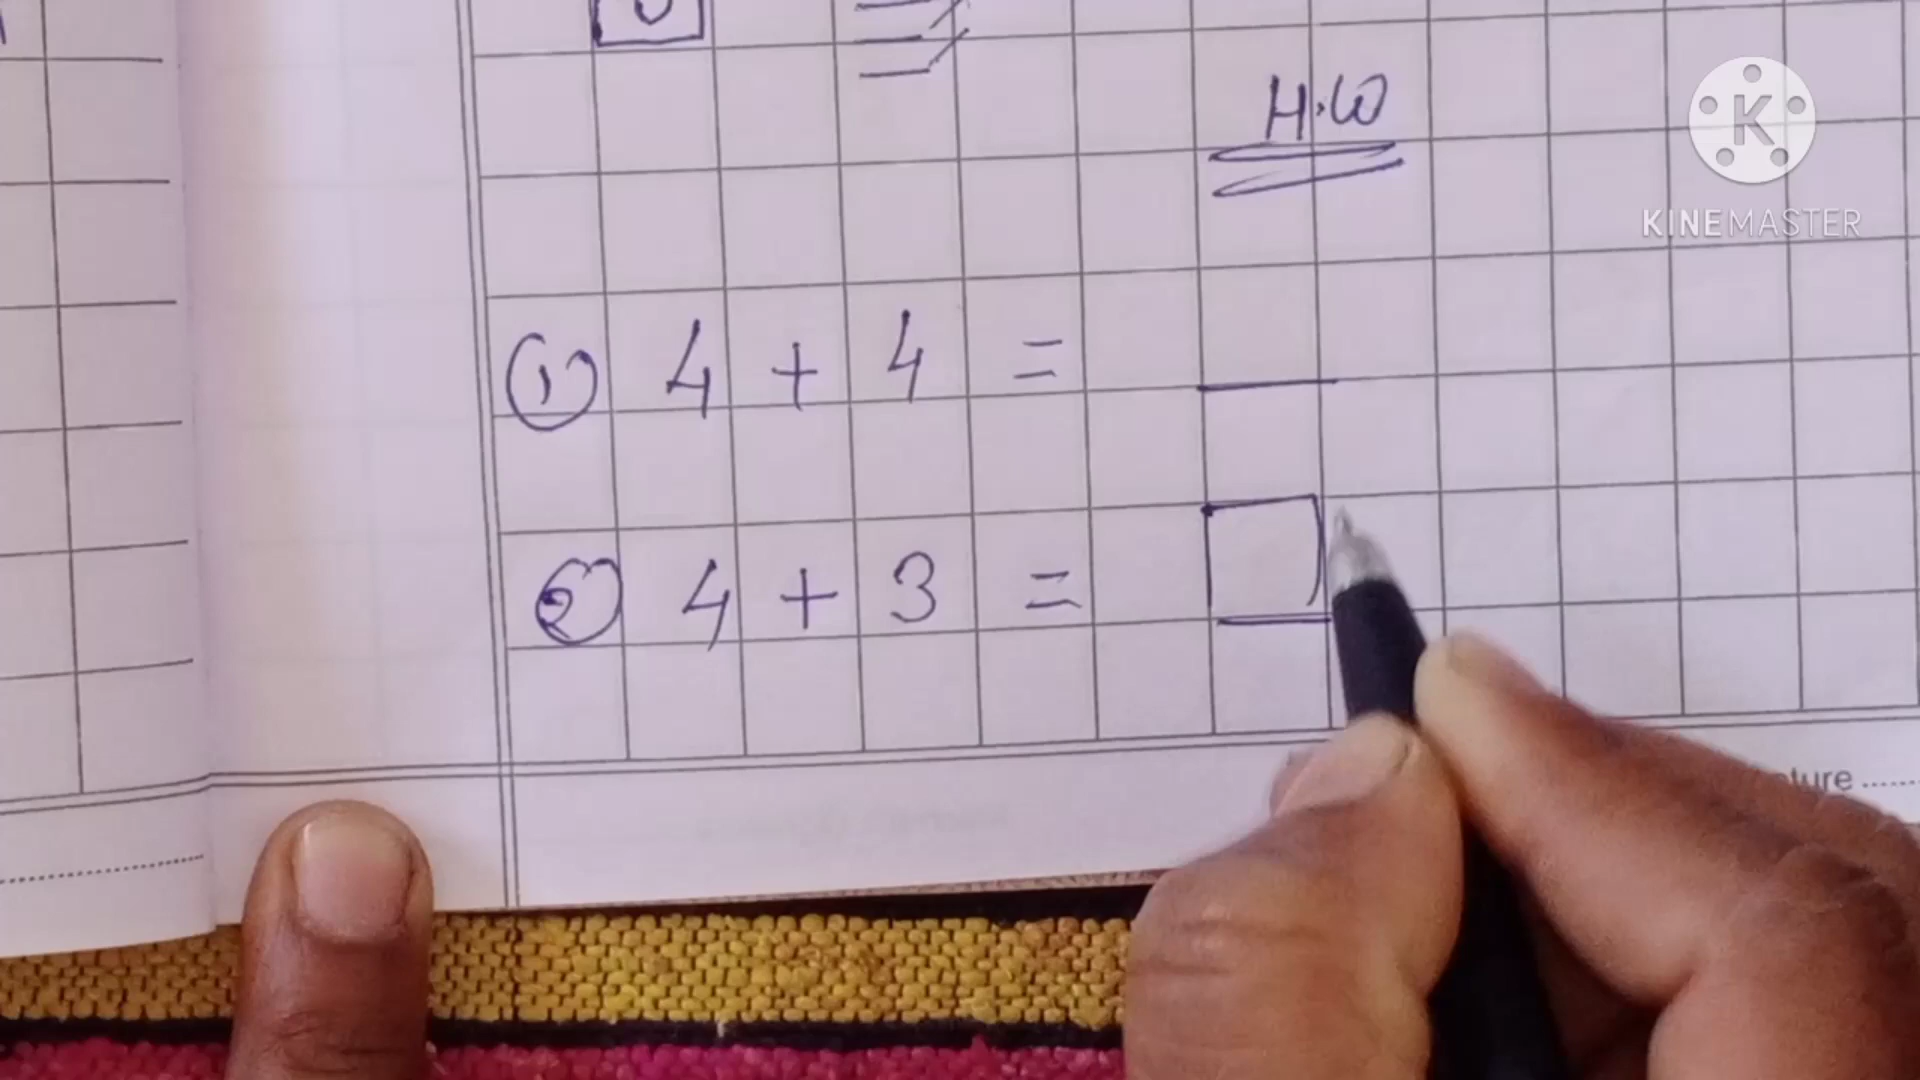 H.W
KINEMASTER
① 4 + 4 =
② 4 + 3 =